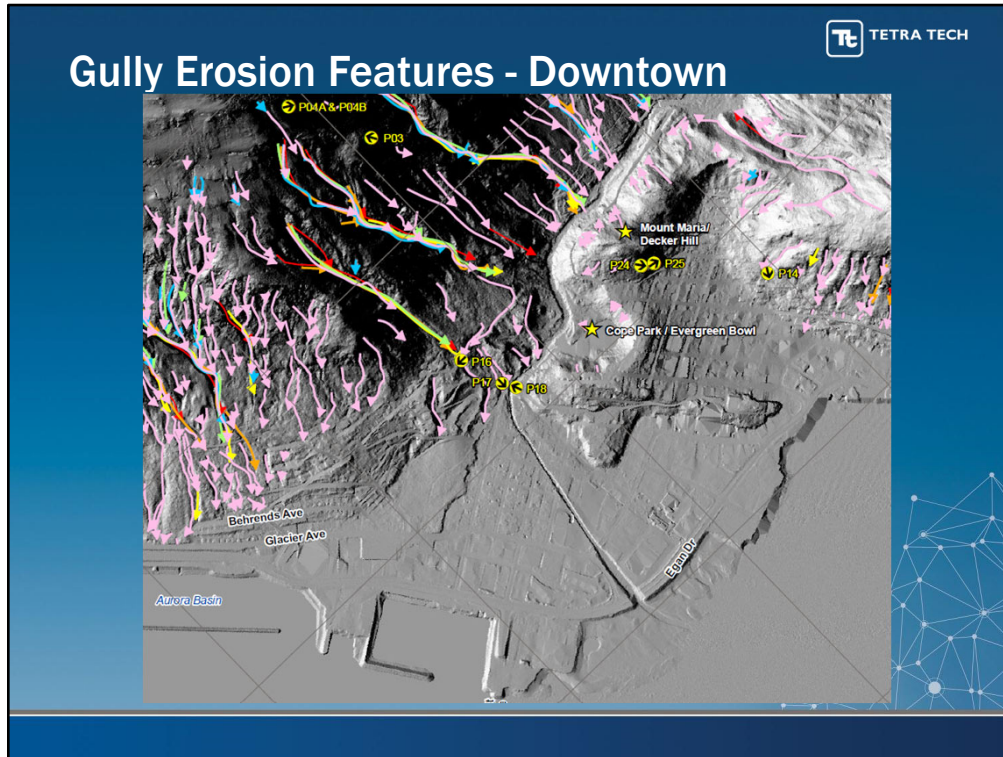 TETRA TECH
Gully Erosion Features - Downtown
P04A & P04B
P03
Mount Maria/
Decker Hill
P24
P25
P14
Cope Park / Evergreen Bowl
P16
P17
P18
Behrends Ave
Glacier Ave
Egan Dr
Aurora Basin